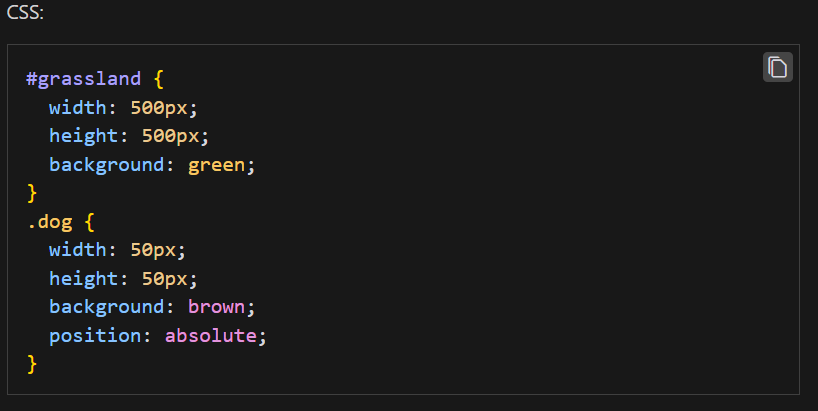 CSS:
#grassland {
  width: 500px;
  height: 500px;
  background: green;
}
.dog {
  width: 50px;
  height: 50px;
  background: brown;
  position: absolute;
}